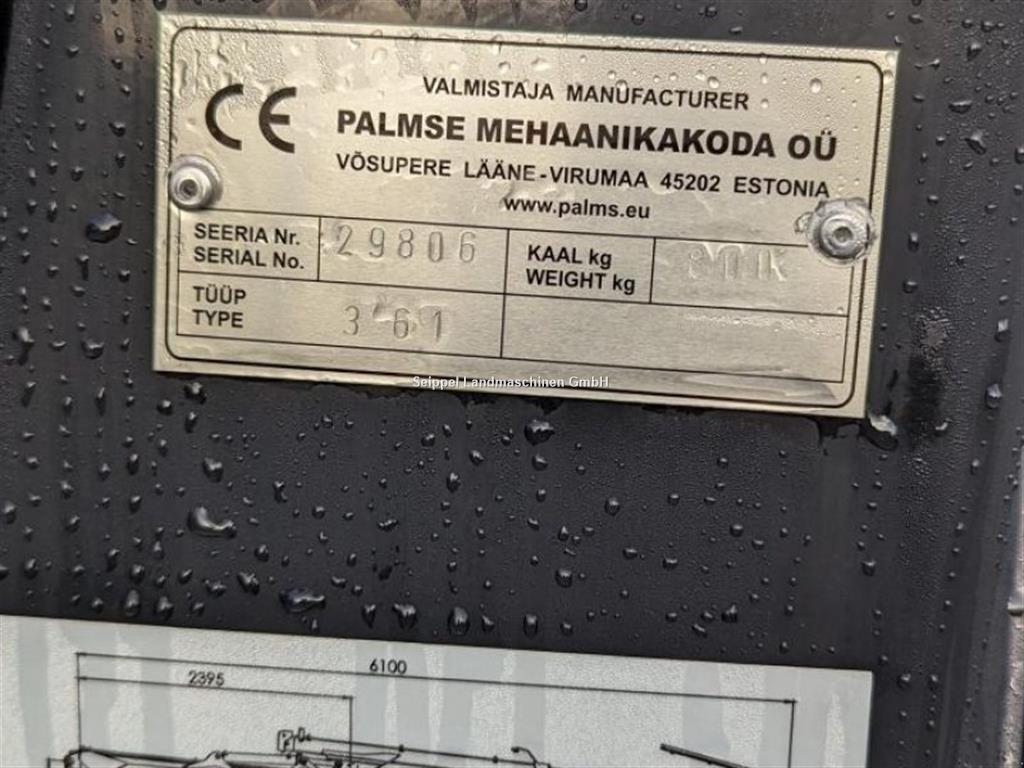 CE
VALMISTAJA MANUFACTURER
PALMSE MEHAANIKAKODA OÜ
VÕSUPERE LÄÄNE-VIRUMAA 45202 ESTONIA
www.palms.eu
SEERIA Nr.
SERIAL No.
29806
KAAL kg
WEIGHT kg
TÜÜP
TYPE
361
Seippel Landmaschinen GmbH
6100
2395